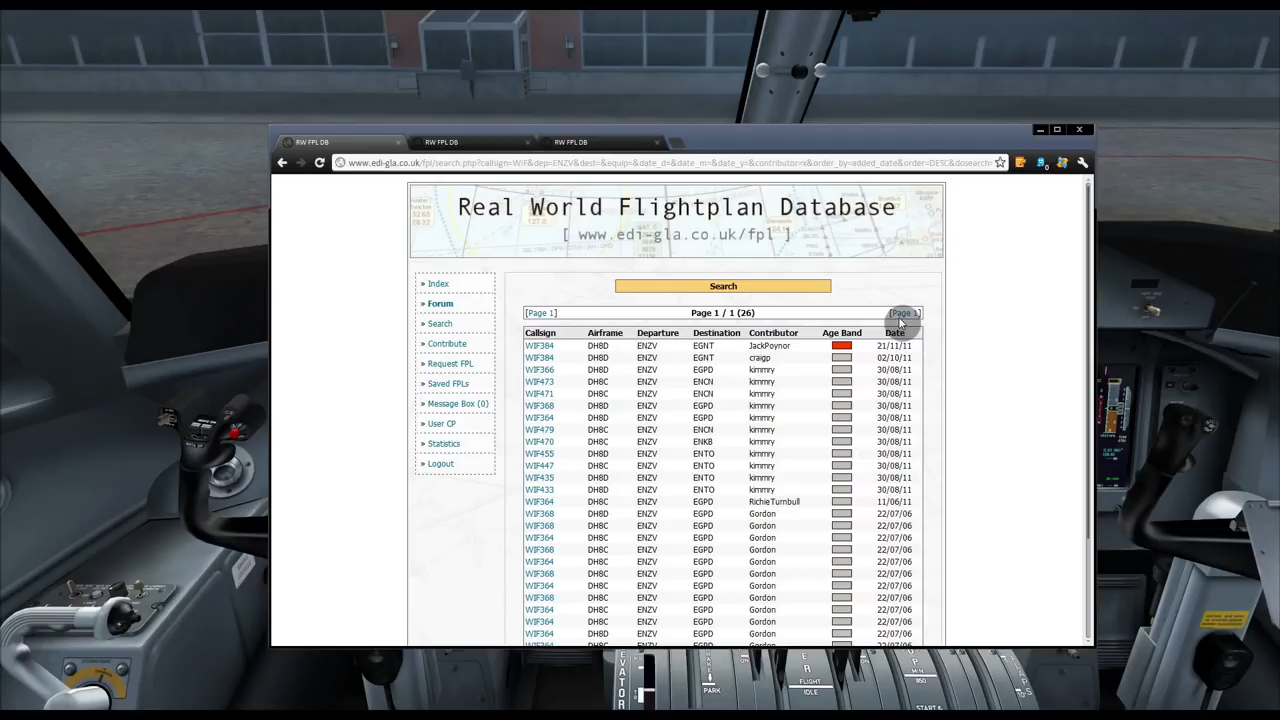 RW FPL DB RW FPL DB RW FPL DB
www.edi-gla.co.uk/fpl/search.php?callsign=WIF&dep=ENZV&dest=&equip=&date_d=&date_m=&date_y=&contributor=x&order_by=added_date&order=DESC&dosearch=
Real World Flightplan Database
[ www.edi-gla.co.uk/fpl ]
» Index
» Forum
» Search
» Contribute
» Request FPL
» Saved FPLs
» Message Box (0)
» User CP
» Statistics
» Logout
Search
[Page 1] Page 1 / 1 (26) [Page 1]
Callsign Airframe Departure Destination Contributor Age Band Date
WIF384 DH8D ENZV EGNT JackPoynor 21/11/11
WIF384 DH8D ENZV EGNT craigp 02/10/11
WIF366 DH8D ENZV EGPD kimmry 30/08/11
WIF473 DH8C ENZV ENCN kimmry 30/08/11
WIF471 DH8C ENZV ENCN kimmry 30/08/11
WIF368 DH8D ENZV EGPD kimmry 30/08/11
WIF364 DH8D ENZV EGPD kimmry 30/08/11
WIF479 DH8C ENZV ENCN kimmry 30/08/11
WIF470 DH8C ENZV ENKB kimmry 30/08/11
WIF455 DH8D ENZV ENTO kimmry 30/08/11
WIF447 DH8C ENZV ENTO kimmry 30/08/11
WIF435 DH8D ENZV ENTO kimmry 30/08/11
WIF433 DH8D ENZV ENTO kimmry 30/08/11
WIF364 DH8C ENZV EGPD RichieTurnbull 11/06/11
WIF368 DH8D ENZV EGPD Gordon 22/07/06
WIF368 DH8C ENZV EGPD Gordon 22/07/06
WIF364 DH8C ENZV EGPD Gordon 22/07/06
WIF368 DH8C ENZV EGPD Gordon 22/07/06
WIF364 DH8D ENZV EGPD Gordon 22/07/06
WIF368 DH8C ENZV EGPD Gordon 22/07/06
WIF364 DH8C ENZV EGPD Gordon 22/07/06
WIF368 DH8C ENZV EGPD Gordon 22/07/06
WIF364 DH8C ENZV EGPD Gordon 22/07/06
WIF364 DH8C ENZV EGPD Gordon 22/07/06
WIF364 DH8D ENZV EGPD Gordon 22/07/06
PARK
FLIGHT
IDLE
MIN
START &